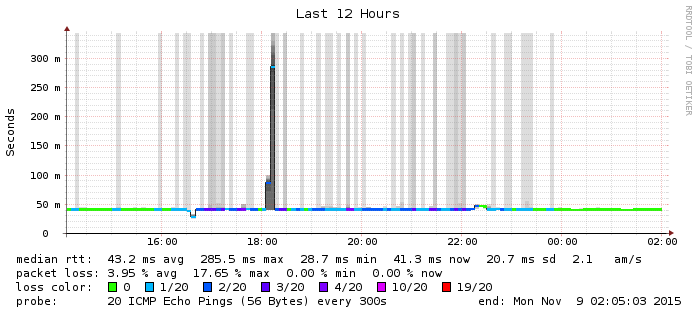 Last 12 Hours
RRDTOOL / TOBI OETIKER
Seconds
300 m
250 m
200 m
150 m
100 m
50 m
0
16:00 18:00 20:00 22:00 00:00 02:00
median rtt: 43.2 ms avg 285.5 ms max 28.7 ms min 41.3 ms now 20.7 ms sd 2.1 am/s
packet loss: 3.95 % avg 17.65 % max 0.00 % min 0.00 % now
loss color: 0 1/20 2/20 3/20 4/20 10/20 19/20
probe: 20 ICMP Echo Pings (56 Bytes) every 300s end: Mon Nov 9 02:05:03 2015